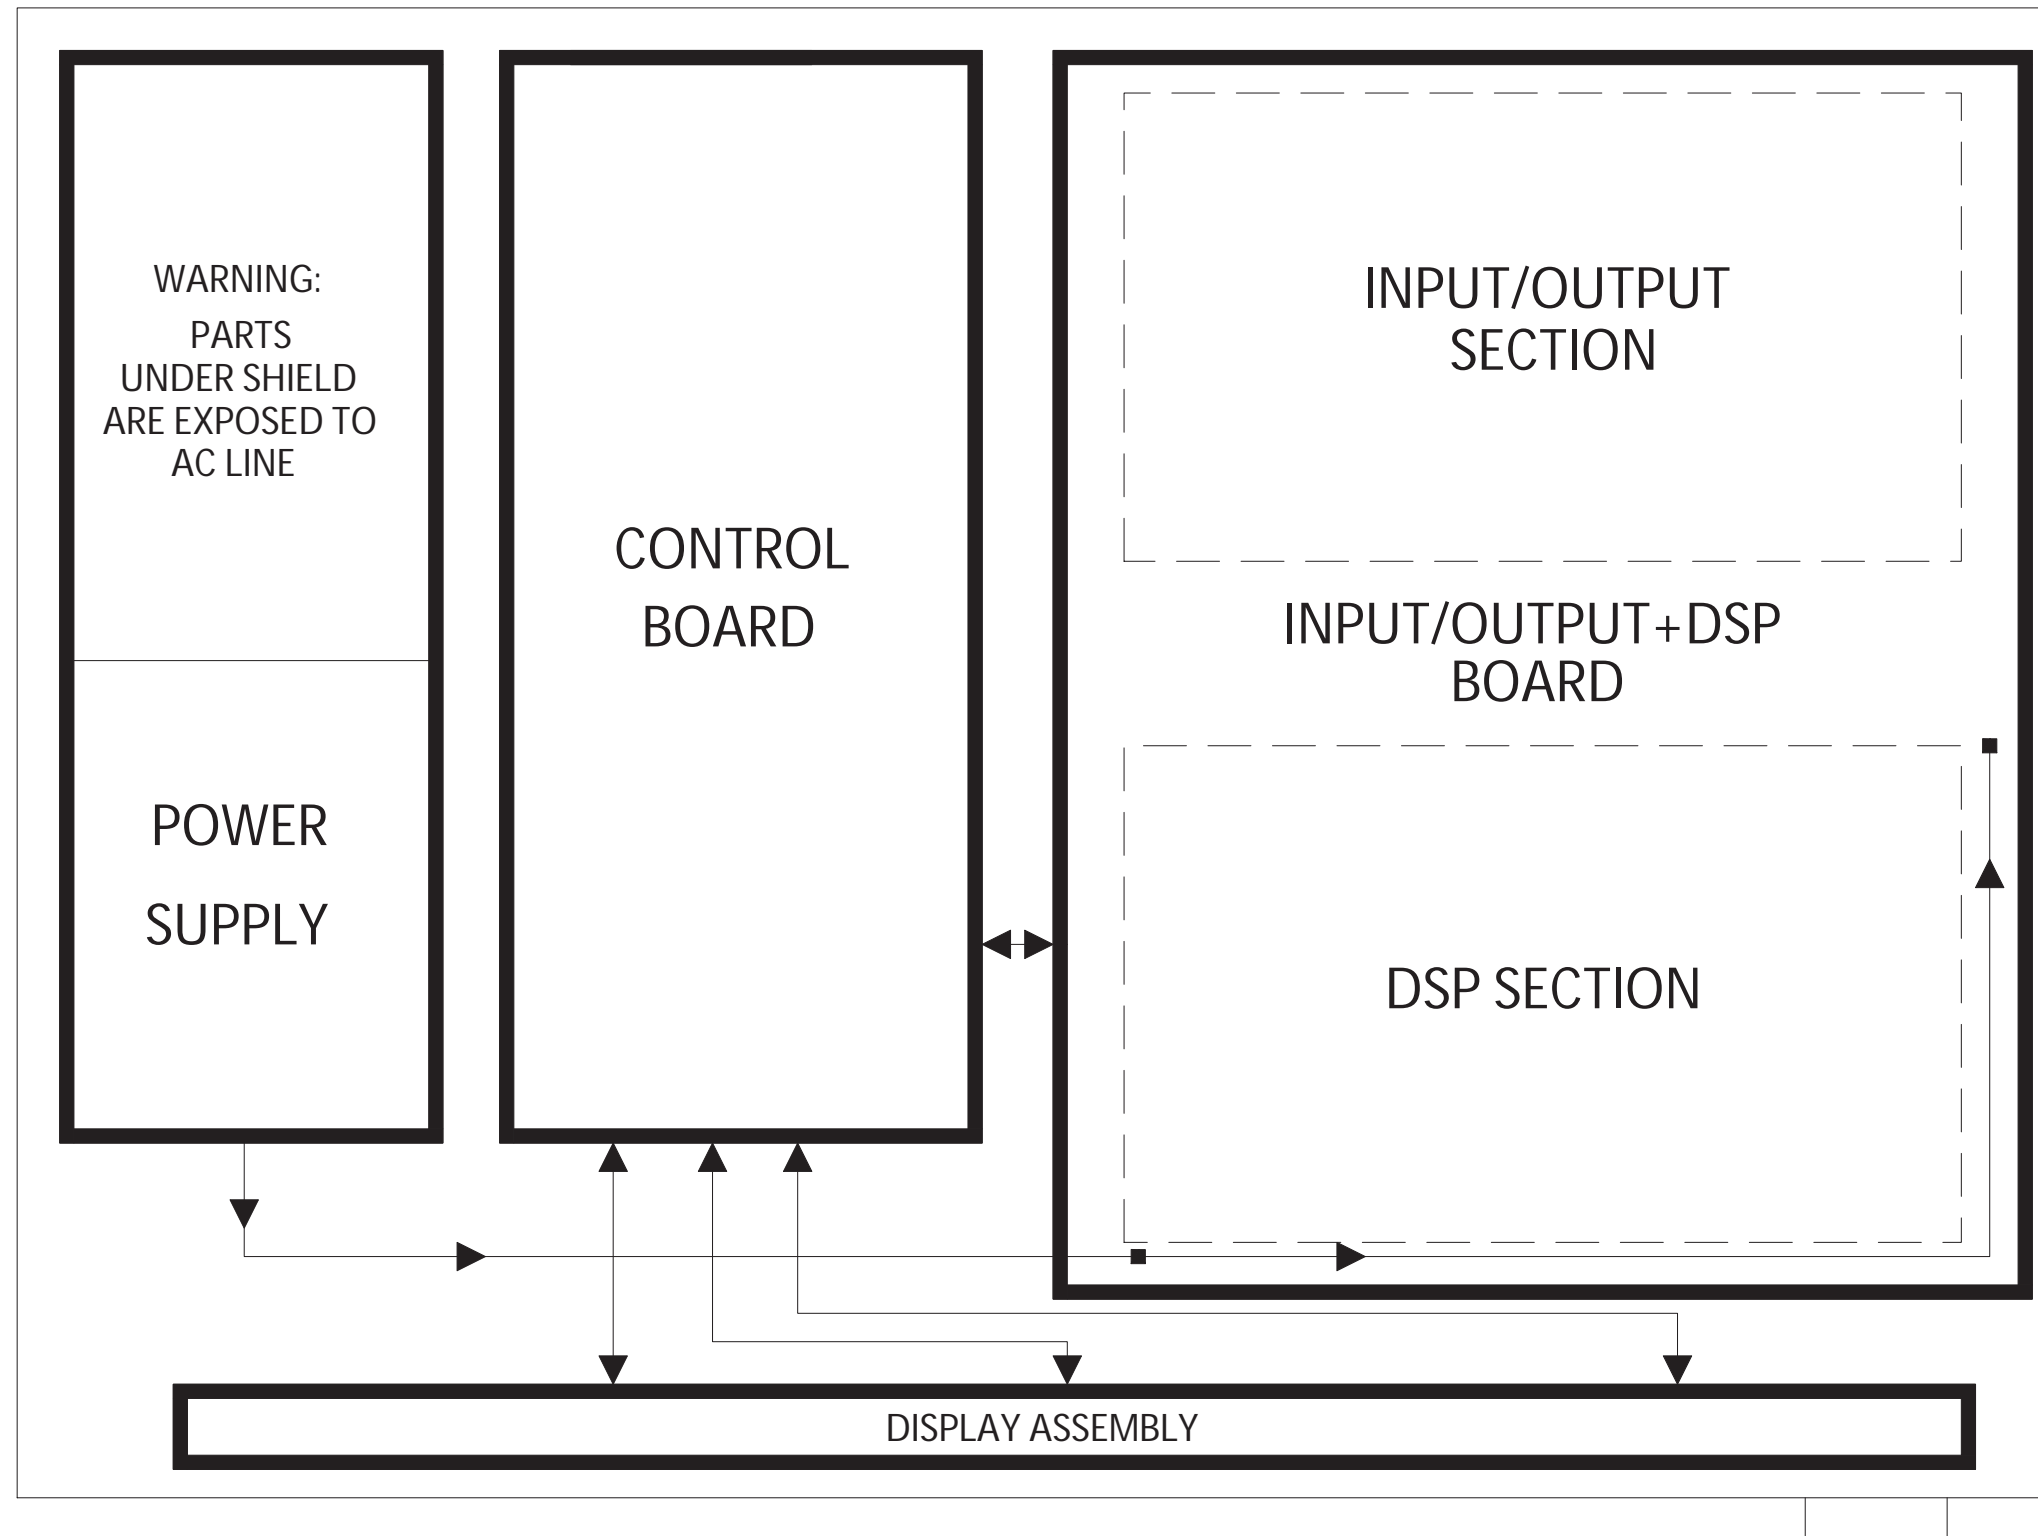 WARNING:
PARTS
UNDER SHIELD
ARE EXPOSED TO
AC LINE
POWER
SUPPLY
CONTROL
BOARD
INPUT/OUTPUT
SECTION
INPUT/OUTPUT+DSP
BOARD
DSP SECTION
DISPLAY ASSEMBLY